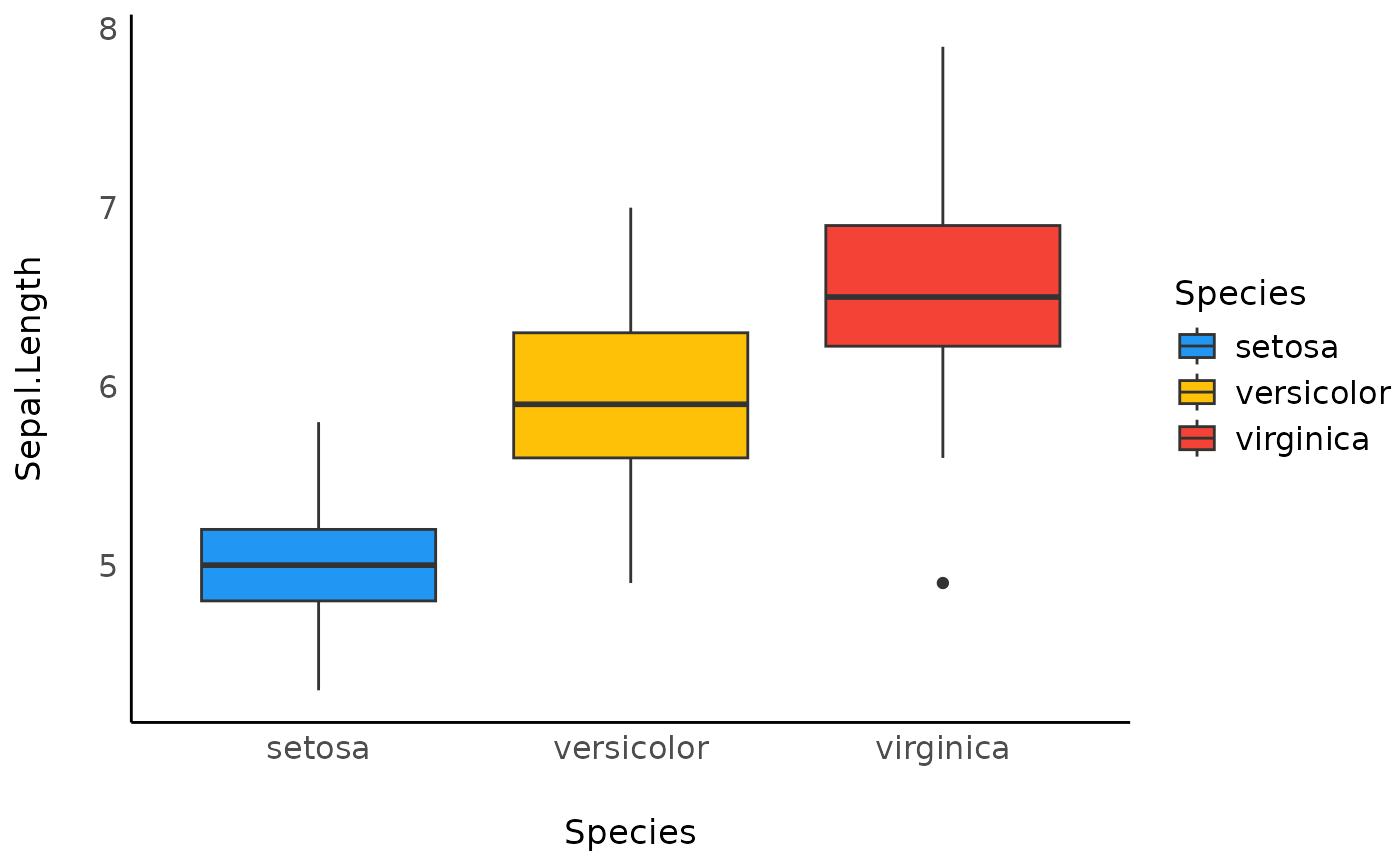 8
7
6
5
Sepal.Length
setosa
versicolor
virginica
Species
Species
setosa
versicolor
virginica